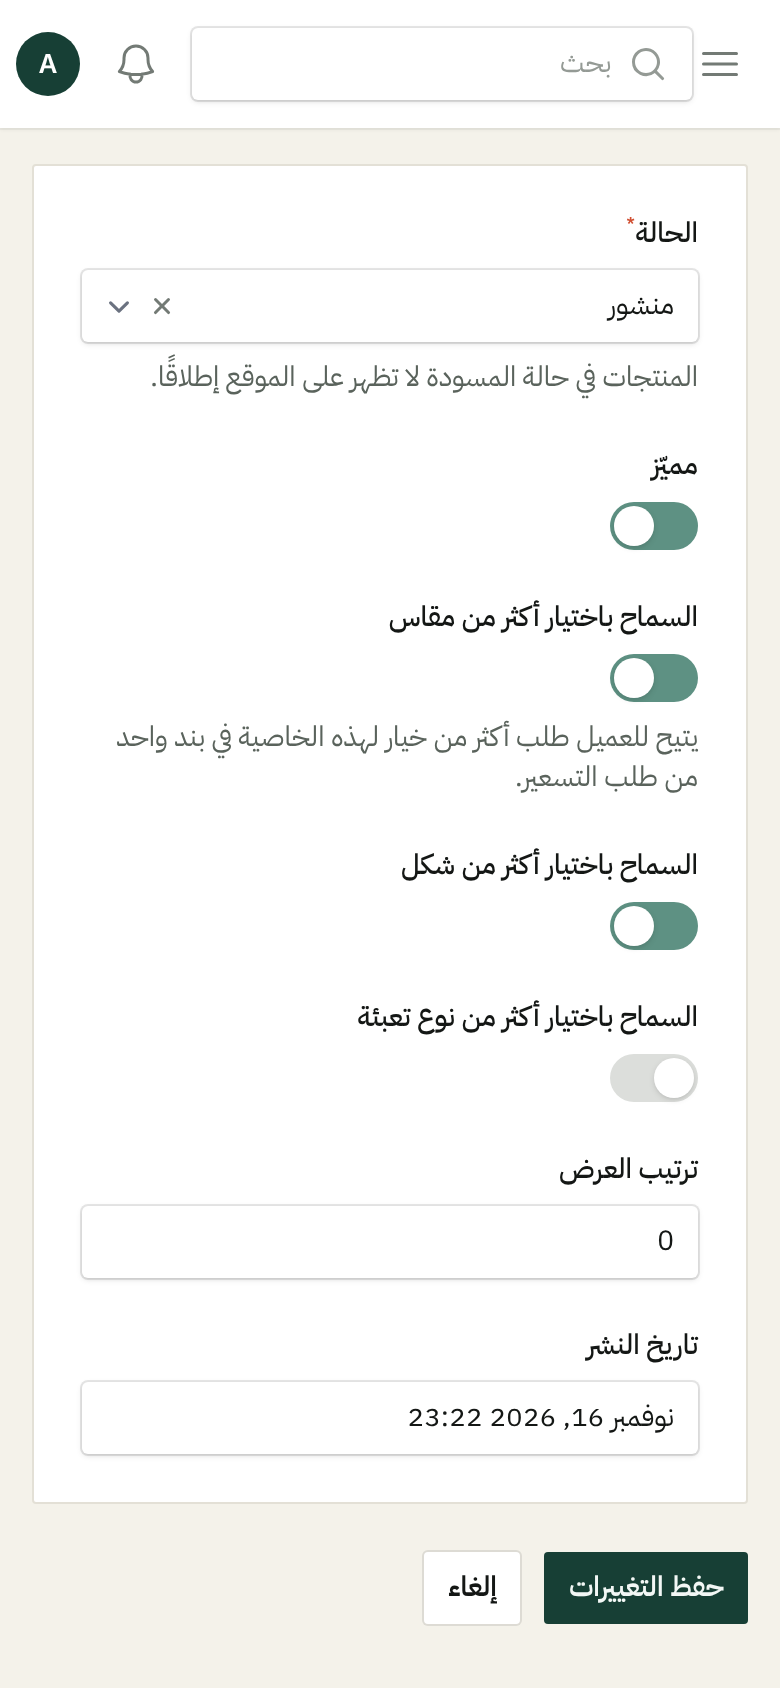 بحث
A
الحالة*
منشور
المنتجات في حالة المسودة لا تظهر على الموقع إطلاقًا.
مميّز
السماح باختيار أكثر من مقاس
يتيح للعميل طلب أكثر من خيار لهذه الخاصية في بند واحد
من طلب التسعير.
السماح باختيار أكثر من شكل
السماح باختيار أكثر من نوع تعبئة
ترتيب العرض
0
تاريخ النشر
نوفمبر 16, 2026 23:22
حفظ التغييرات
إلغاء